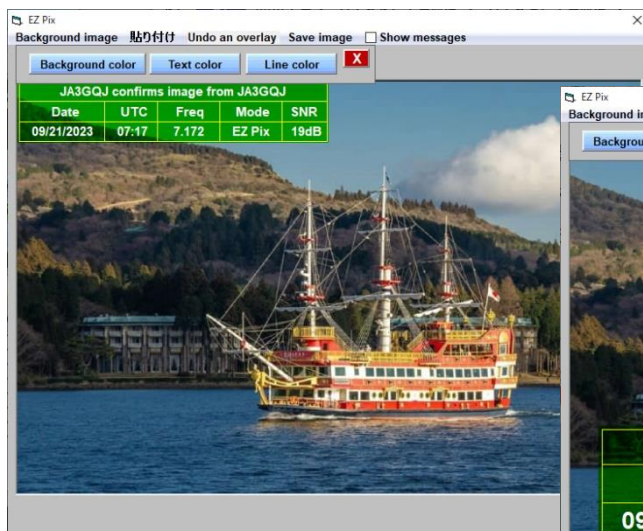 EZ Pix
Background image 貼り付け Undo an overlay Save image Show messages
Background color Text color Line color X
JA3GQJ confirms image from JA3GQJ
Date UTC Freq Mode SNR
09/21/2023 07:17 7.172 EZ Pix 19dB
EZ Pix
Background i
Backgrou
09